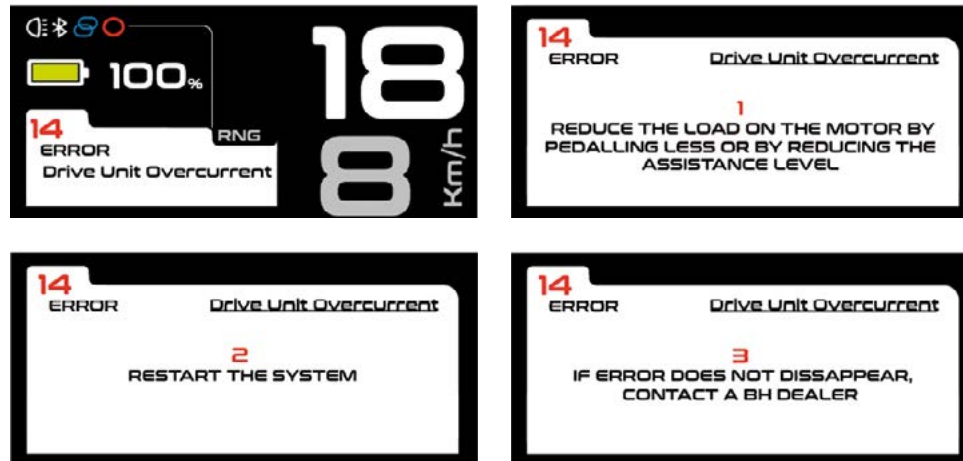 100%
18
14
ERROR
Drive Unit Overcurrent
RNG
8
Km/h
14
ERROR
Drive Unit Overcurrent
1
REDUCE THE LOAD ON THE MOTOR BY
PEDALLING LESS OR BY REDUCING THE
ASSISTANCE LEVEL
14
ERROR
Drive Unit Overcurrent
2
RESTART THE SYSTEM
14
ERROR
Drive Unit Overcurrent
3
IF ERROR DOES NOT DISSAPPEAR,
CONTACT A BH DEALER